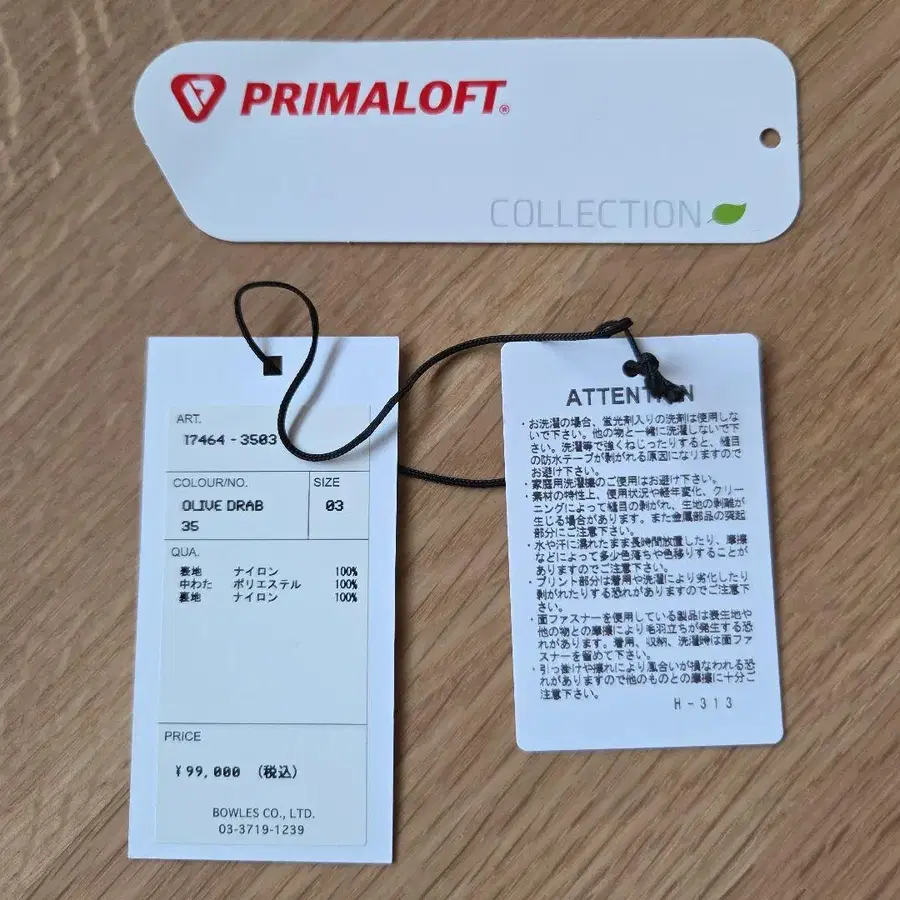 PRIMALOFT®
COLLECTION
ART.
17464-3503
COLOUR/NO.
SIZE
OLIVE DRAB
03
35
QUA.
表地 ナイロン 100%
中わた ポリエステル 100%
裏地 ナイロン 100%
PRICE
¥99,000 (税込)
BOWLES CO., LTD.
03-3719-1239
ATTENTION
・お洗濯の場合、蛍光剤入りの洗剤は使用しな
いで下さい。他の物と一緒に洗濯しないで下
さい。洗濯等で強くねじったりすると、縫目
の防水テープが剥がれる原因になりますので
お避け下さい。
・家庭用洗濯機のご使用はお避け下さい。
・素材の特性上、使用状況や経年変化、クリー
ニングによって縫目の剥がれ、生地の剥離が
生じる場合があります。また金属部品の突起
部分にご注意下さい。
・水や汗に濡れたまま長時間放置したり、摩擦
などによって多少色落ちや色移りすることが
ありますのでご注意下さい。
・プリント部分は着用や洗濯により劣化したり
剥がれたりする恐れがありますのでご注意下
さい。
・面ファスナーを使用している製品は表生地や
他の物との摩擦により毛羽立ちが発生する恐
れがあります。着用、収納、洗濯時は面ファ
スナーを留めて下さい。
・引っ掛けや擦れにより風合いが損なわれる恐
れがありますので他のものとの摩擦に十分ご
注意下さい。
H-313